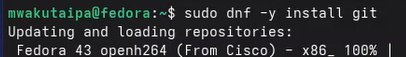 mwakutaipa@fedora:~$ sudo dnf -y install git
Updating and loading repositories:
 Fedora 43 openh264 (From Cisco) - x86_ 100% |